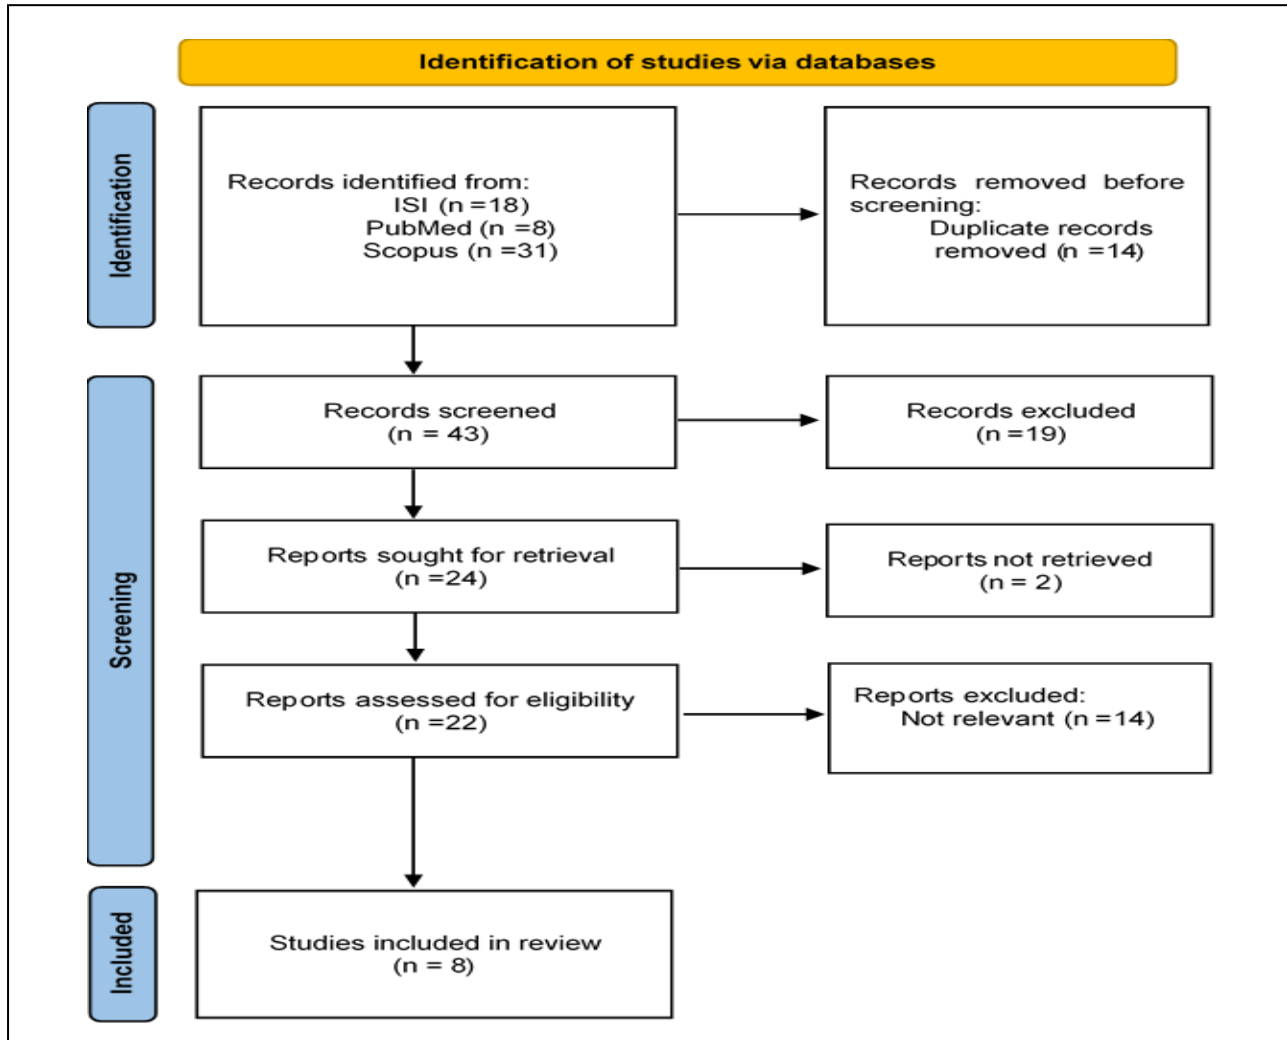 Identification of studies via databases
Identification
Records identified from:
ISI (n =18)
PubMed (n =8)
Scopus (n =31)
Records removed before
screening:
Duplicate records
removed (n =14)
Screening
Records screened
(n = 43)
Records excluded
(n =19)
Reports sought for retrieval
(n =24)
Reports not retrieved
(n = 2)
Reports assessed for eligibility
(n =22)
Reports excluded:
Not relevant (n =14)
Included
Studies included in review
(n = 8)